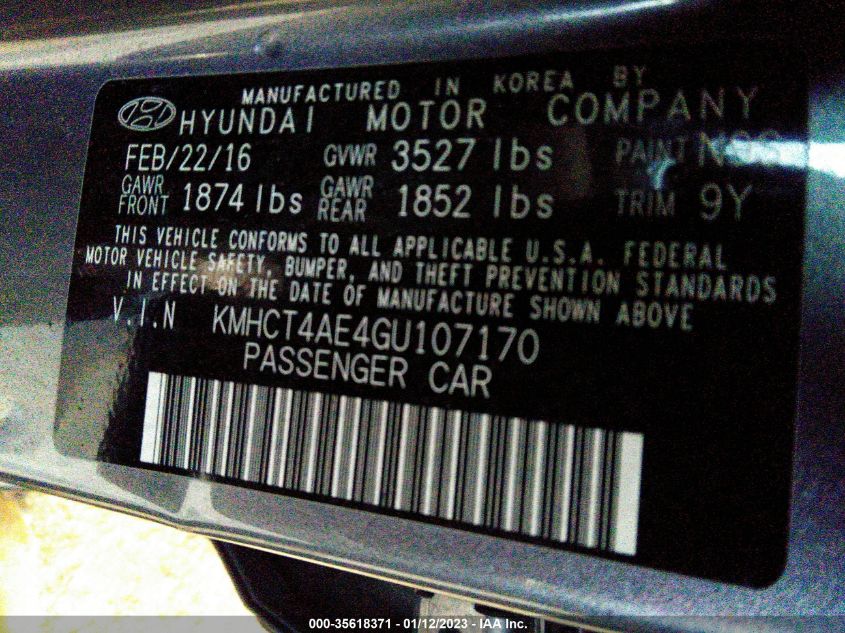 MANUFACTURED IN KOREA BY
HYUNDAI MOTOR COMPANY
FEB/22/16 GVWR 3527 lbs PAINT
GAWR FRONT 1874 lbs GAWR REAR 1852 lbs TRIM 9Y
THIS VEHICLE CONFORMS TO ALL APPLICABLE U.S.A. FEDERAL
MOTOR VEHICLE SAFETY, BUMPER, AND THEFT PREVENTION STANDARDS
IN EFFECT ON THE DATE OF MANUFACTURE SHOWN ABOVE
V.I.N KMHCT4AE4GU107170
PASSENGER CAR
000-35618371 - 01/12/2023 - IAA Inc.